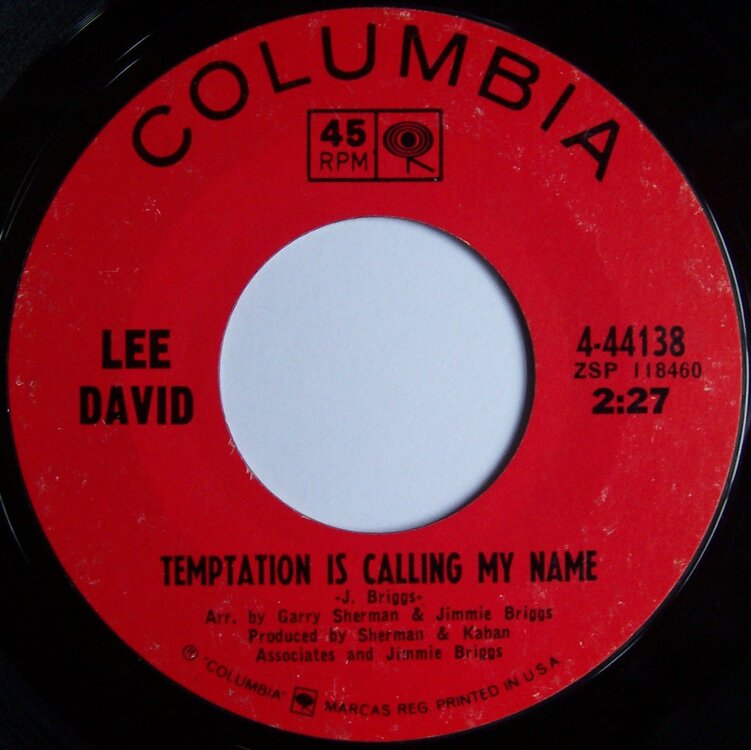 COLUMBIA
45
RPM
LEE
DAVID
4-44138
ZSP 118460
2:27
TEMPTATION IS CALLING MY NAME
-J. Briggs-
Arr. by Garry Sherman & Jimmie Briggs
Produced by Sherman & Kahan
Associates and Jimmie Briggs
℗ "COLUMBIA" MARCAS REG. PRINTED IN U.S.A.